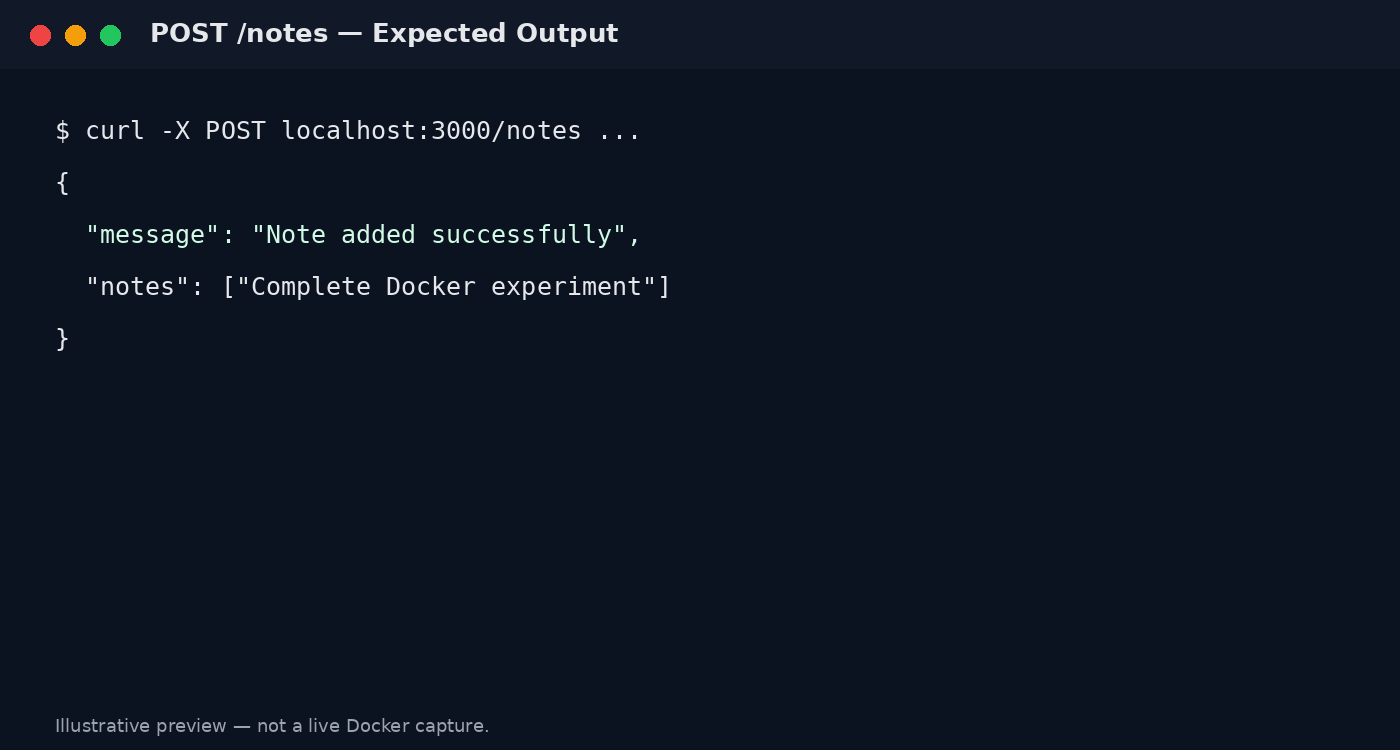 POST /notes — Expected Output
$ curl -X POST localhost:3000/notes ...
{
  "message": "Note added successfully",
  "notes": ["Complete Docker experiment"]
}
Illustrative preview — not a live Docker capture.